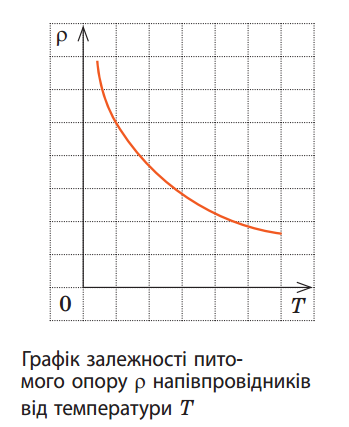 ρ
0
T
Графік залежності пито-
мого опору ρ напівпровідників
від температури T